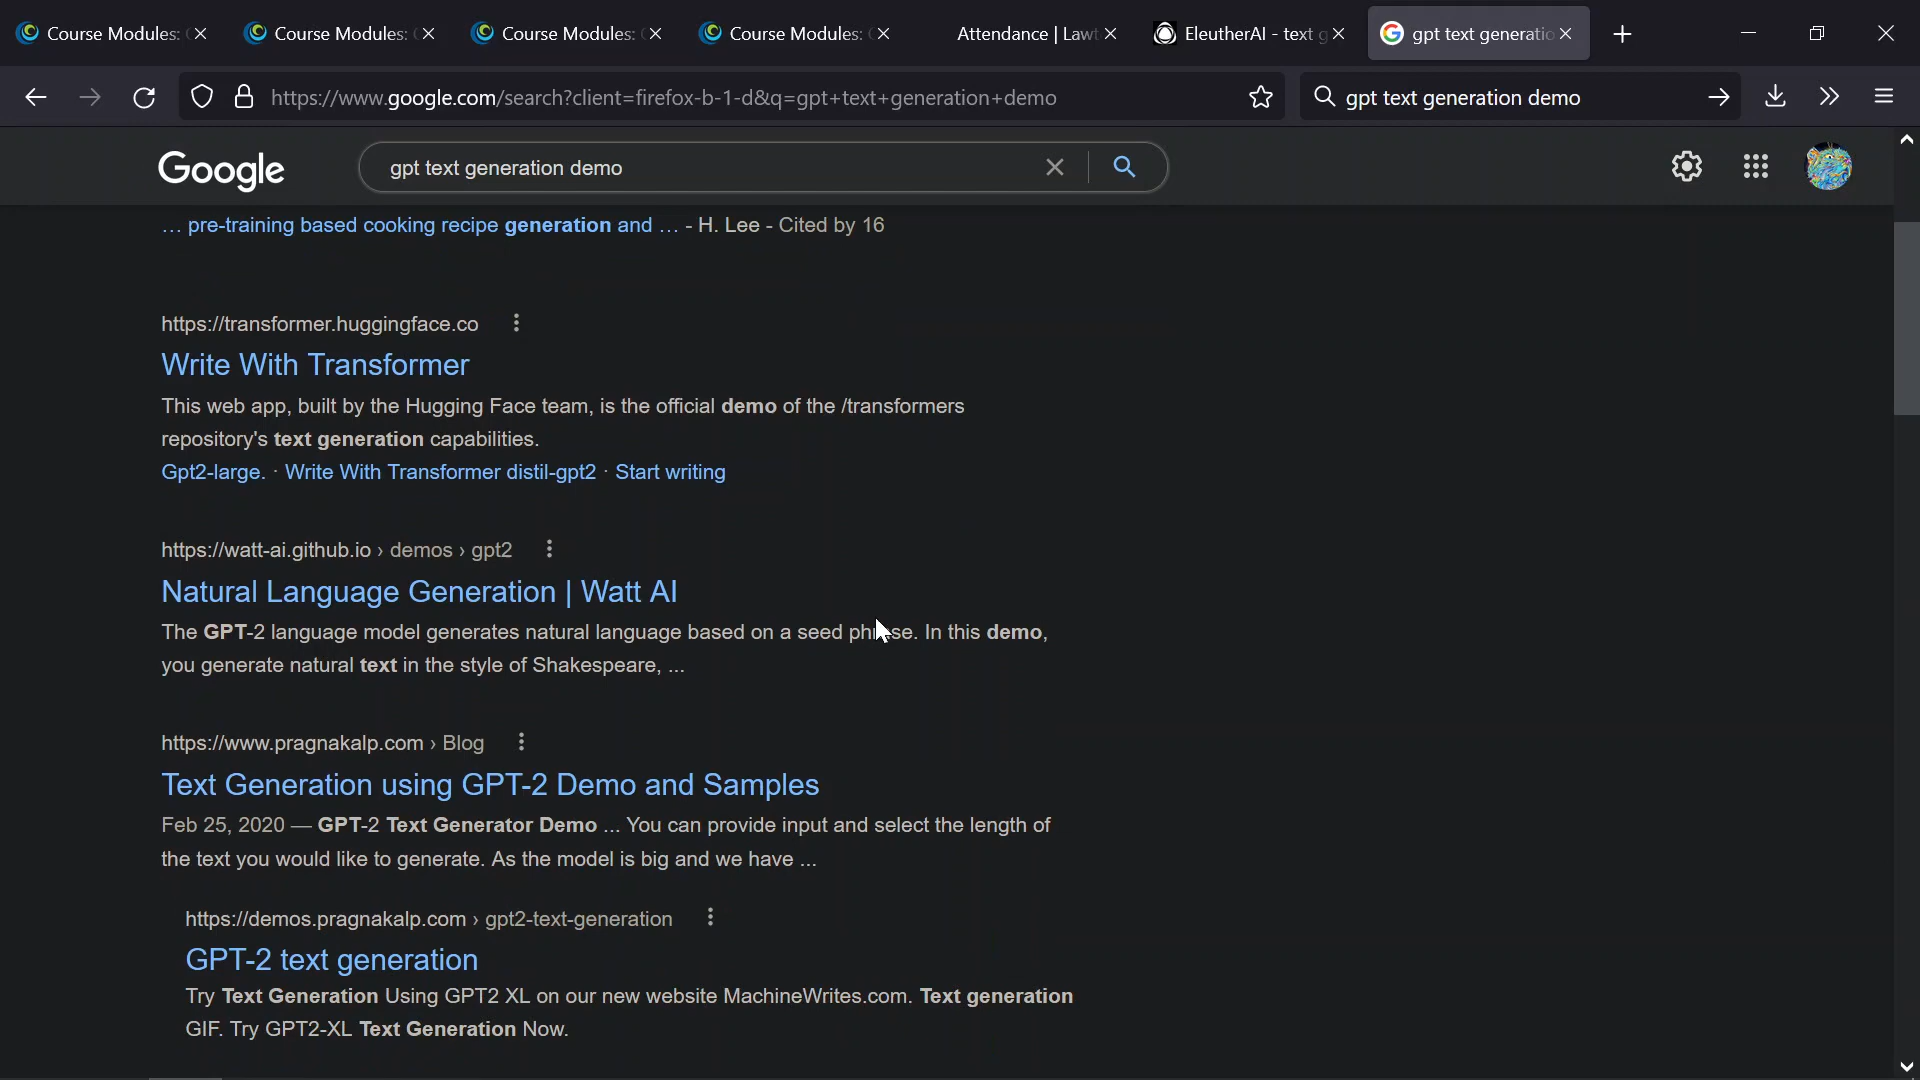 Course Modules:
Course Modules:
Course Modules:
Course Modules:
Attendance | Law
EleutherAI - text g
gpt text generatio
https://www.google.com/search?client=firefox-b-1-d&q=gpt+text+generation+demo
gpt text generation demo
Google
gpt text generation demo
... pre-training based cooking recipe generation and ... - H. Lee - Cited by 16
https://transformer.huggingface.co
Write With Transformer
This web app, built by the Hugging Face team, is the official demo of the /transformers
repository's text generation capabilities.
Gpt2-large. · Write With Transformer distil-gpt2 · Start writing
https://watt-ai.github.io › demos › gpt2
Natural Language Generation | Watt AI
The GPT-2 language model generates natural language based on a seed phrase. In this demo,
you generate natural text in the style of Shakespeare, ...
https://www.pragnakalp.com › Blog
Text Generation using GPT-2 Demo and Samples
Feb 25, 2020 — GPT-2 Text Generator Demo ... You can provide input and select the length of
the text you would like to generate. As the model is big and we have ...
https://demos.pragnakalp.com › gpt2-text-generation
GPT-2 text generation
Try Text Generation Using GPT2 XL on our new website MachineWrites.com. Text generation
GIF. Try GPT2-XL Text Generation Now.